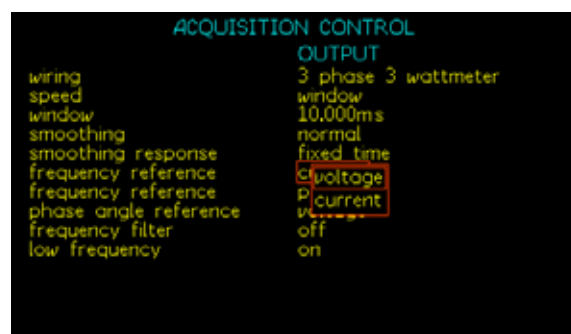 ACQUISITION CONTROL
OUTPUT
wiring 3 phase 3 wattmeter
speed window
window 10.000ms
smoothing normal
smoothing response fixed time
frequency reference voltage
frequency reference current
phase angle reference
frequency filter off
low frequency on